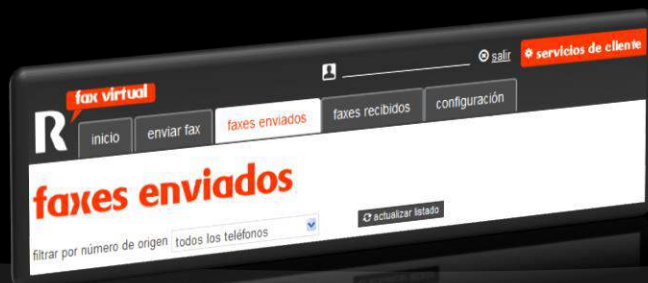 salir servicios de cliente
R fax virtual
inicio enviar fax faxes enviados faxes recibidos configuración
faxes enviados
filtrar por número de origen todos los teléfonos actualizar listado